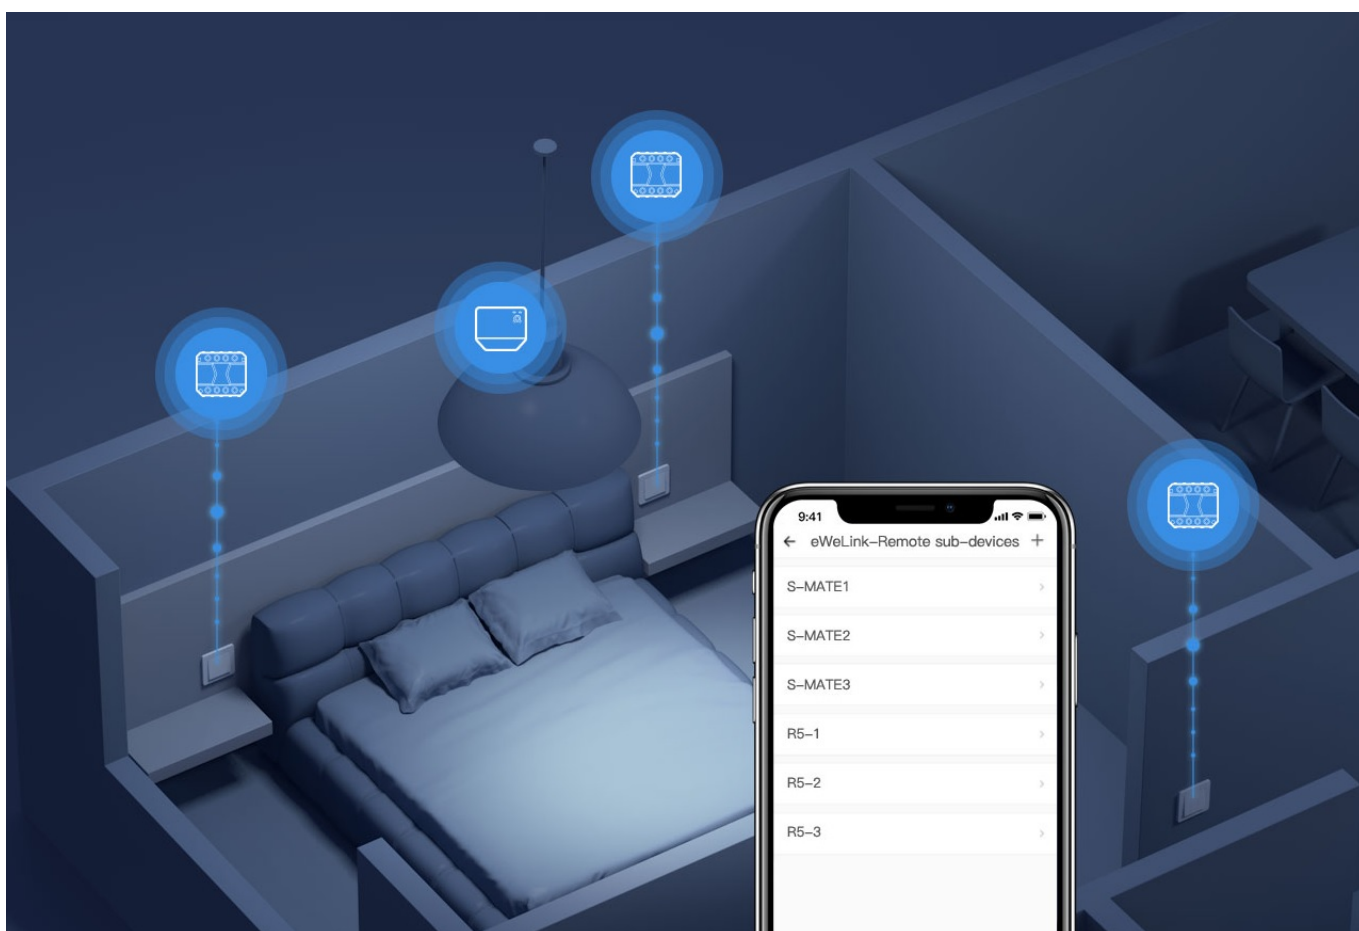 9:41
eWeLink-Remote sub-devices
S-MATE1
S-MATE2
S-MATE3
R5-1
R5-2
R5-3